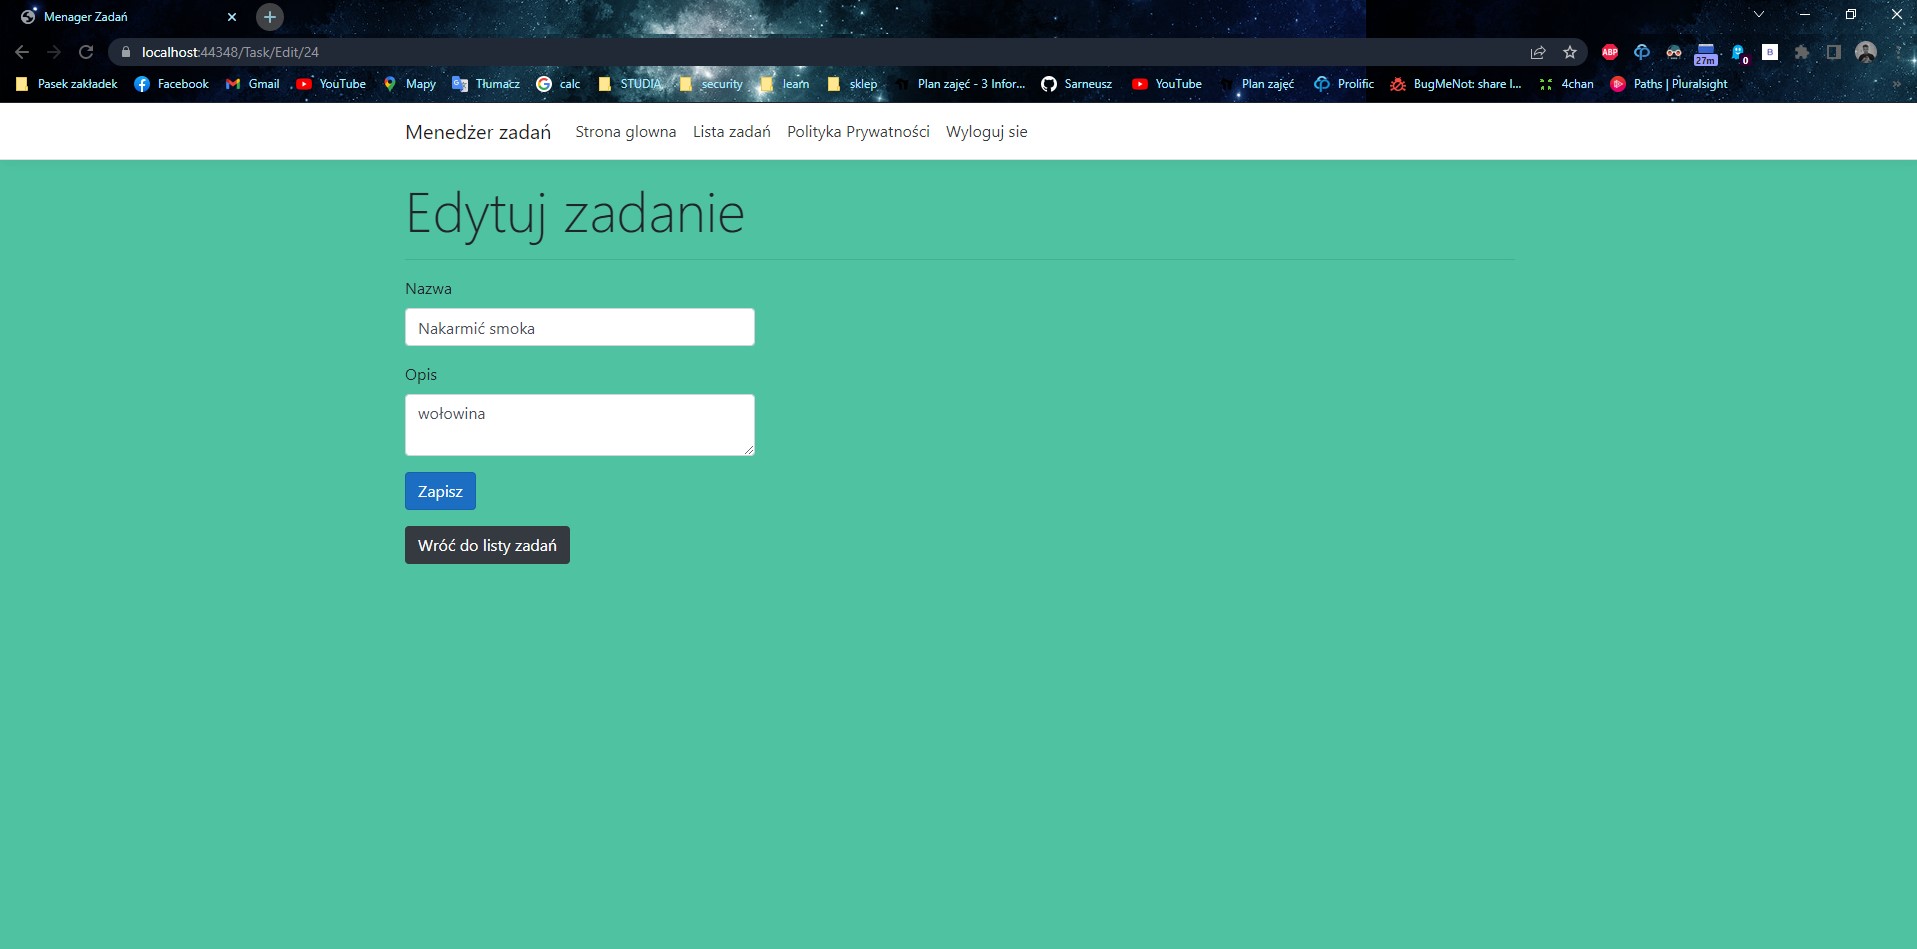 Menager Zadań
localhost:44348/Task/Edit/24
ABP
27m
0
B
Pasek zakładek Facebook Gmail YouTube Mapy Tłumacz calc STUDIA security learn sklep Plan zajęć - 3 Infor... Sarneusz YouTube Plan zajęć Prolific BugMeNot: share l... 4chan Paths | Pluralsight »
Menedżer zadań Strona glowna Lista zadań Polityka Prywatności Wyloguj sie
Edytuj zadanie
Nazwa
Nakarmić smoka
Opis
wołowina
Zapisz
Wróć do listy zadań